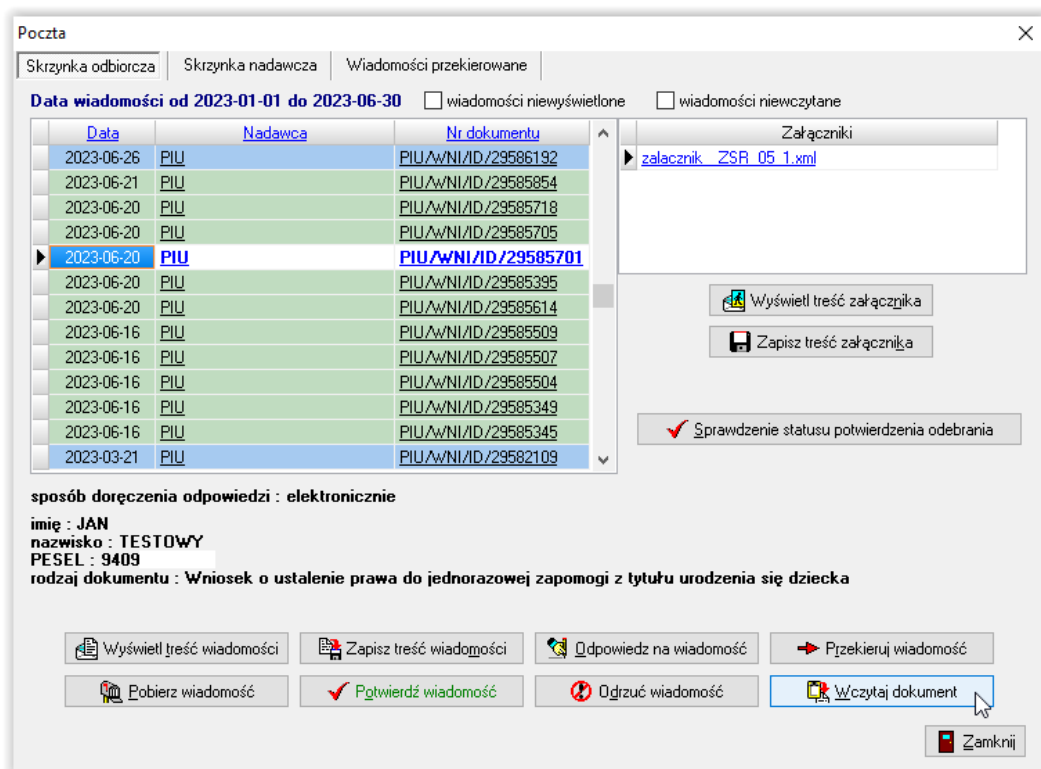 Poczta
Skrzynka odbiorcza Skrzynka nadawcza Wiadomości przekierowane
Data wiadomości od 2023-01-01 do 2023-06-30 wiadomości niewyświetlone wiadomości niewczytane
Data Nadawca Nr dokumentu Załączniki
2023-06-26 PIU PIU/WNI/ID/29586192 zalacznik__ZSR_05_1.xml
2023-06-21 PIU PIU/WNI/ID/29585854
2023-06-20 PIU PIU/WNI/ID/29585718
2023-06-20 PIU PIU/WNI/ID/29585705
2023-06-20 PIU PIU/WNI/ID/29585701
2023-06-20 PIU PIU/WNI/ID/29585395
2023-06-20 PIU PIU/WNI/ID/29585614
Wyświetl treść załącznika
2023-06-16 PIU PIU/WNI/ID/29585509
2023-06-16 PIU PIU/WNI/ID/29585507
Zapisz treść załącznika
2023-06-16 PIU PIU/WNI/ID/29585504
2023-06-16 PIU PIU/WNI/ID/29585349
2023-06-16 PIU PIU/WNI/ID/29585345 Sprawdzenie statusu potwierdzenia odebrania
2023-03-21 PIU PIU/WNI/ID/29582109
sposób doręczenia odpowiedzi : elektronicznie
imię : JAN
nazwisko : TESTOWY
PESEL : 9409
rodzaj dokumentu : Wniosek o ustalenie prawa do jednorazowej zapomogi z tytułu urodzenia się dziecka
Wyświetl treść wiadomości Zapisz treść wiadomości Odpowiedz na wiadomość Przekieruj wiadomość
Pobierz wiadomość Potwierdź wiadomość Odrzuć wiadomość Wczytaj dokument
Zamknij